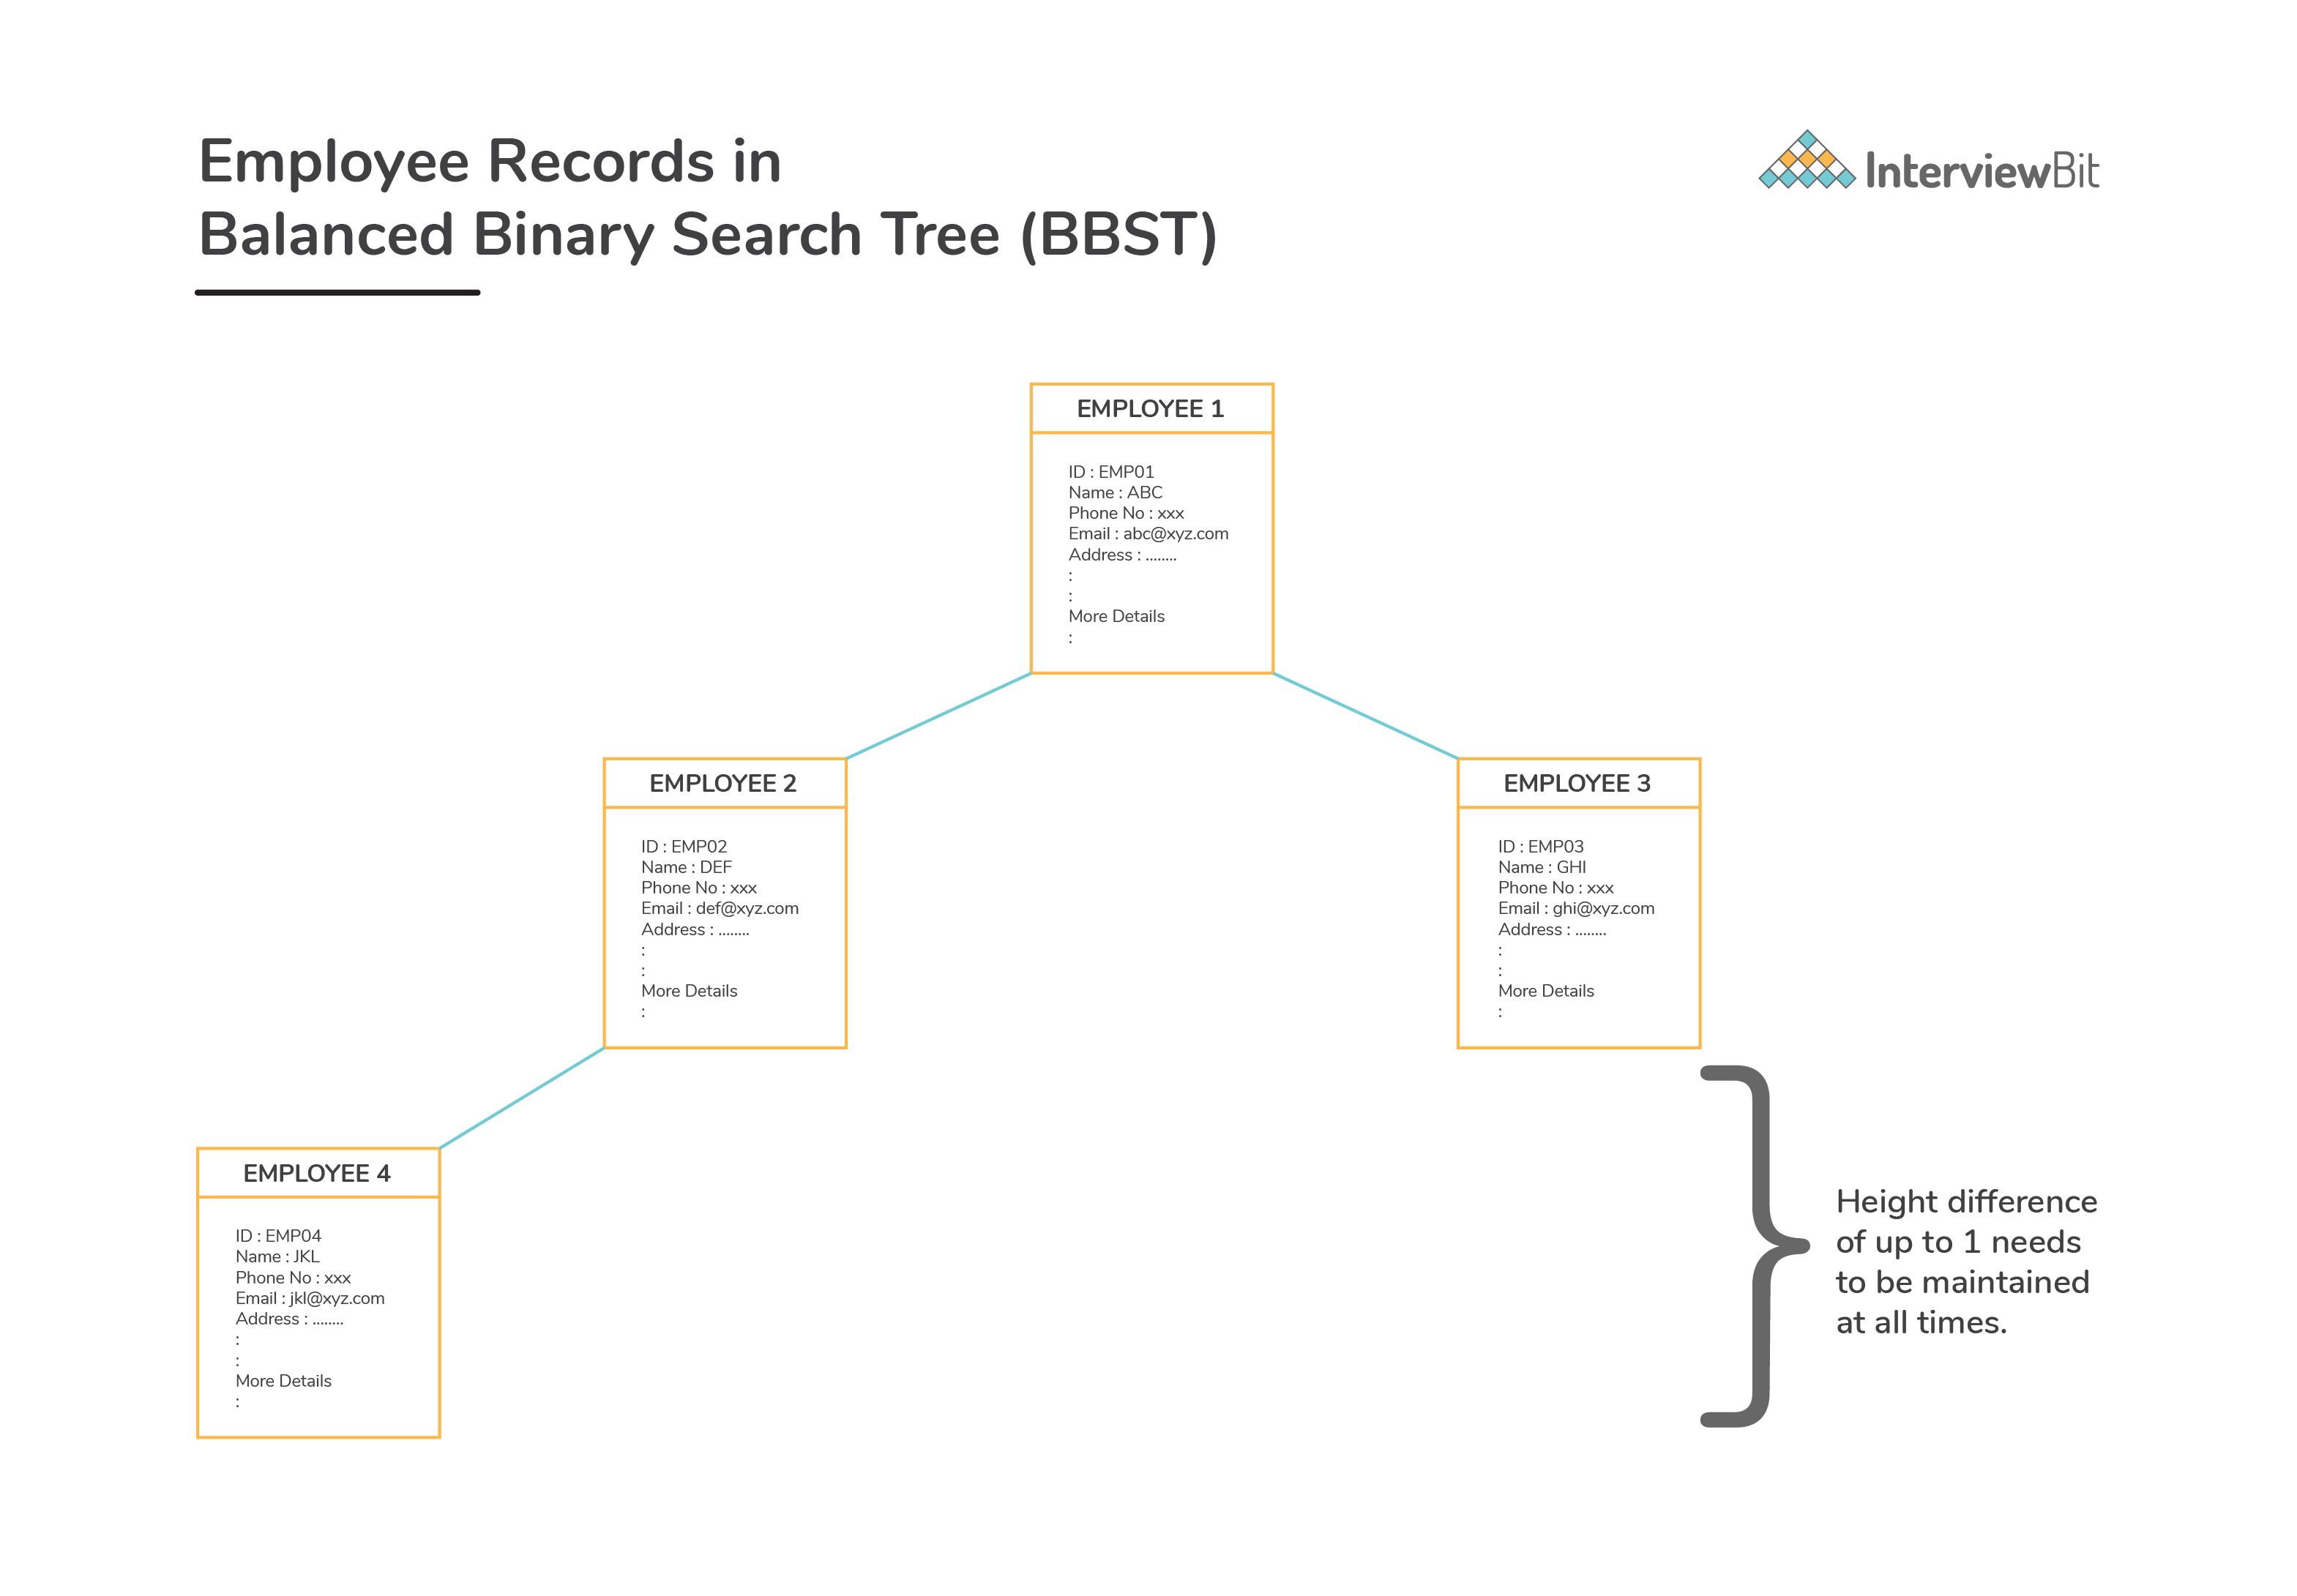 Employee Records in
Balanced Binary Search Tree (BBST)
InterviewBit
EMPLOYEE 1
ID : EMP01
Name : ABC
Phone No : xxx
Email : abc@xyz.com
Address : ........
:
:
More Details
:
EMPLOYEE 2
ID : EMP02
Name : DEF
Phone No : xxx
Email : def@xyz.com
Address : ........
:
:
More Details
:
EMPLOYEE 3
ID : EMP03
Name : GHI
Phone No : xxx
Email : ghi@xyz.com
Address : ........
:
:
More Details
:
EMPLOYEE 4
ID : EMP04
Name : JKL
Phone No : xxx
Email : jkl@xyz.com
Address : ........
:
:
More Details
:
Height difference
of up to 1 needs
to be maintained
at all times.